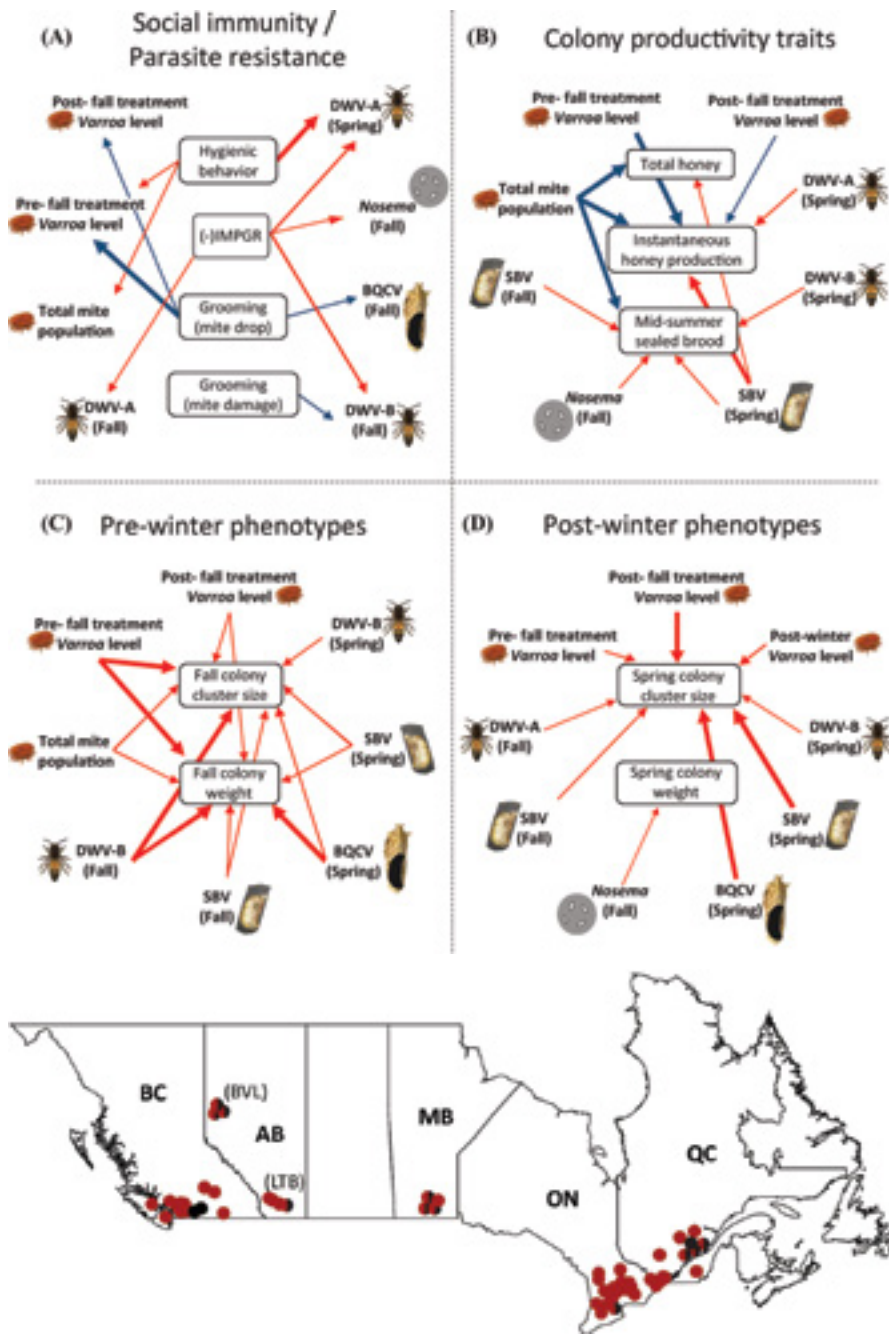 (A)
Social immunity /
Parasite resistance
Post- fall treatment
Varroa level
DWV-A
(Spring)
Hygienic
behavior
Pre- fall treatment
Varroa level
Nosema
(Fall)
(-)IMPGR
Total mite
population
Grooming
(mite drop)
BQCV
(Fall)
Grooming
(mite damage)
DWV-A
(Fall)
DWV-B
(Fall)
(B)
Colony productivity traits
Pre- fall treatment
Varroa level
Post- fall treatment
Varroa level
Total honey
Total mite
population
DWV-A
(Spring)
Instantaneous
honey production
SBV
(Fall)
DWV-B
(Spring)
Mid-summer
sealed brood
Nosema
(Fall)
SBV
(Spring)
(C)
Pre-winter phenotypes
Post- fall treatment
Varroa level
Pre- fall treatment
Varroa level
DWV-B
(Spring)
Fall colony
cluster size
Total mite
population
SBV
(Spring)
Fall colony
weight
DWV-B
(Fall)
SBV
(Fall)
BQCV
(Spring)
(D)
Post-winter phenotypes
Post- fall treatment
Varroa level
Pre- fall treatment
Varroa level
Post-winter
Varroa level
Spring colony
cluster size
DWV-A
(Fall)
DWV-B
(Spring)
Spring colony
weight
SBV
(Fall)
SBV
(Spring)
Nosema
(Fall)
BQCV
(Spring)
BC
(BVL)
AB
(LTB)
MB
ON
QC